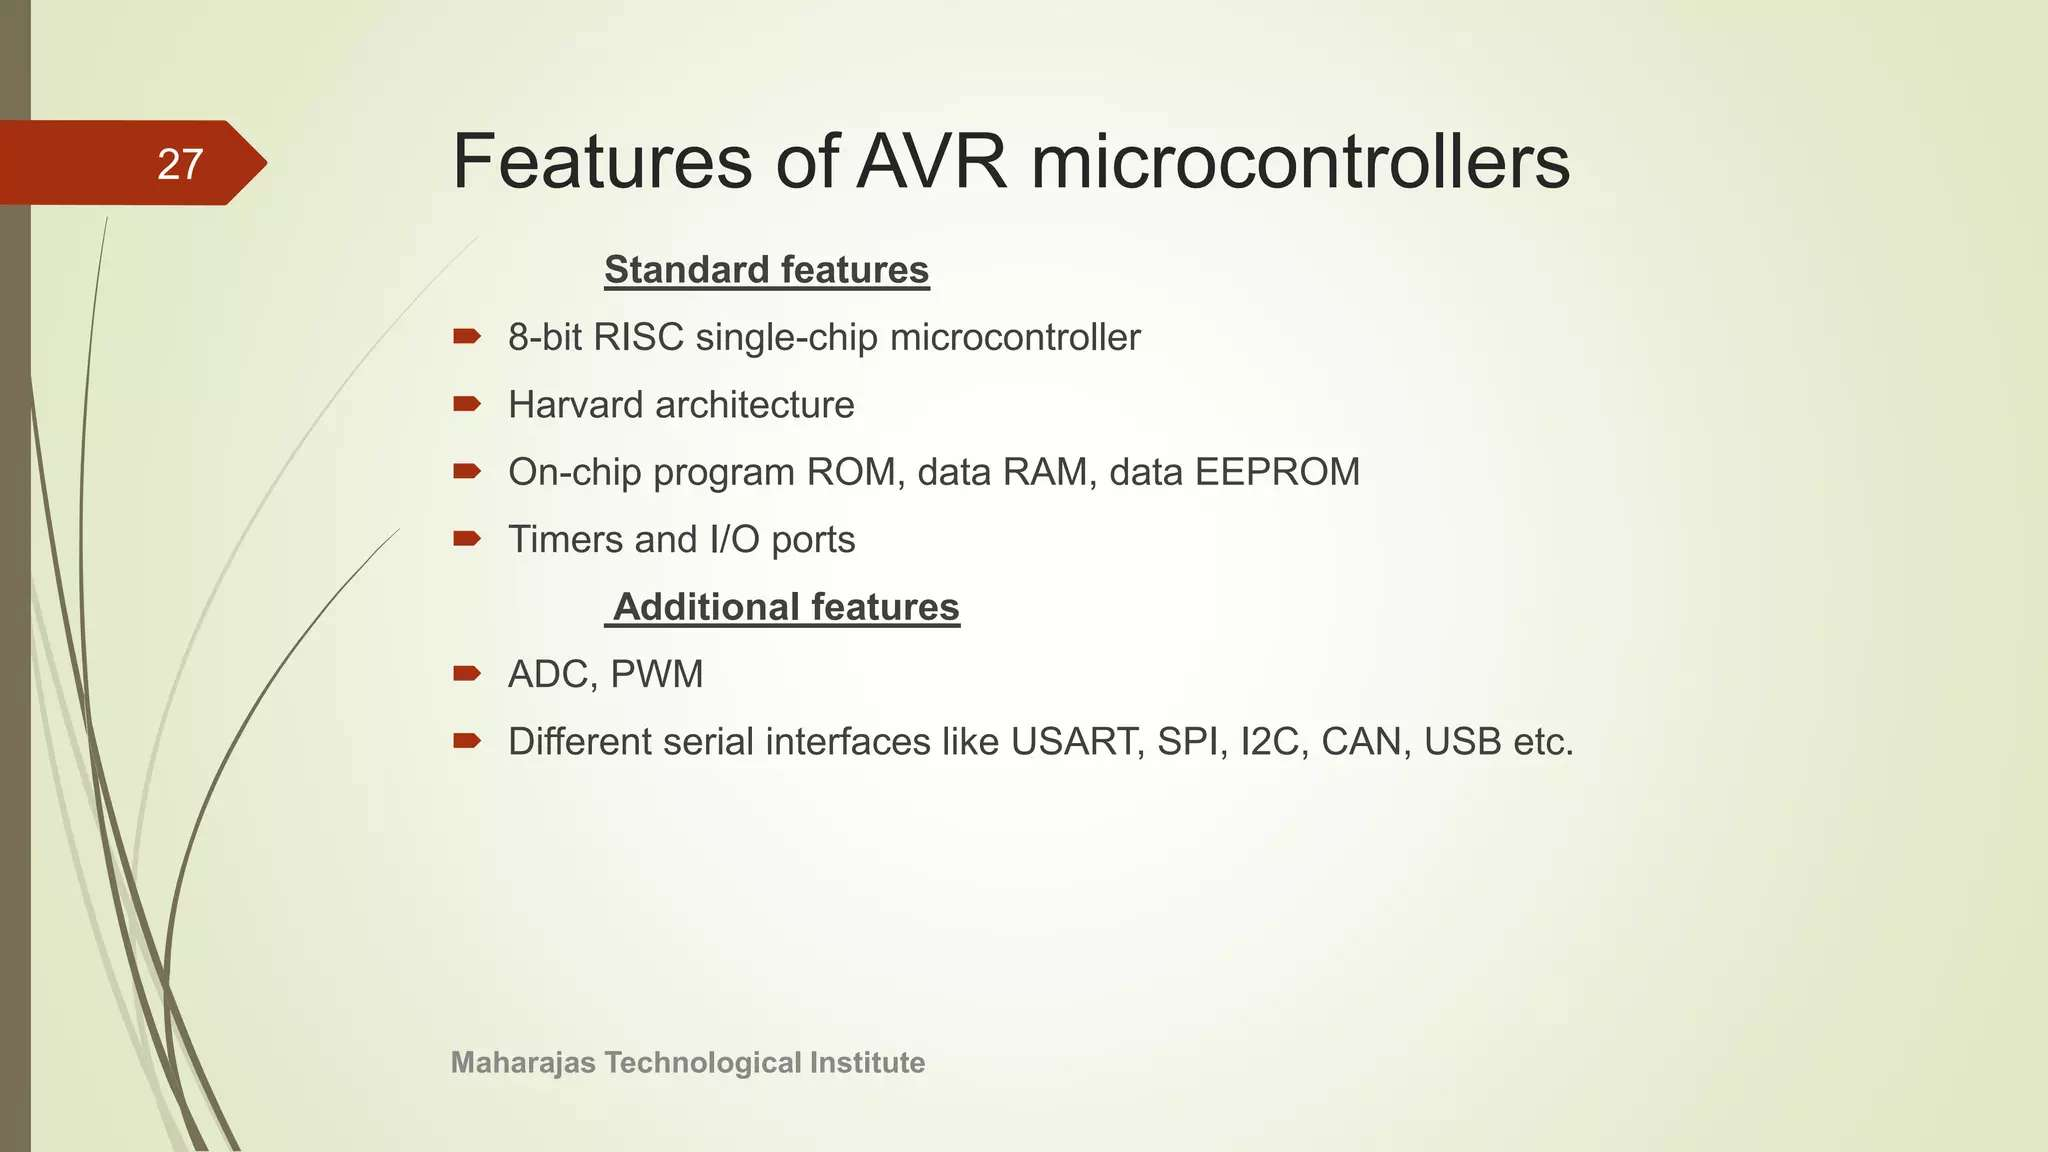 27
Features of AVR microcontrollers
Standard features
8-bit RISC single-chip microcontroller
Harvard architecture
On-chip program ROM, data RAM, data EEPROM
Timers and I/O ports
Additional features
ADC, PWM
Different serial interfaces like USART, SPI, I2C, CAN, USB etc.
Maharajas Technological Institute